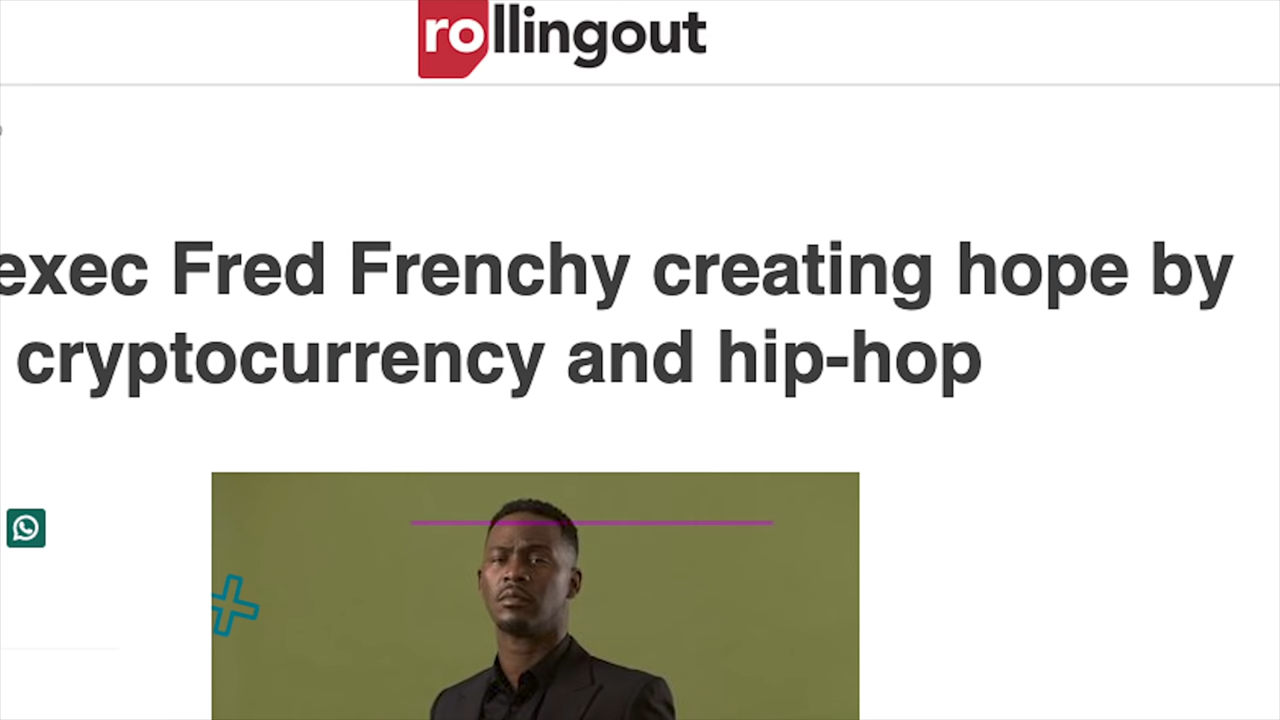 rollingout
exec Fred Frenchy creating hope by
cryptocurrency and hip-hop